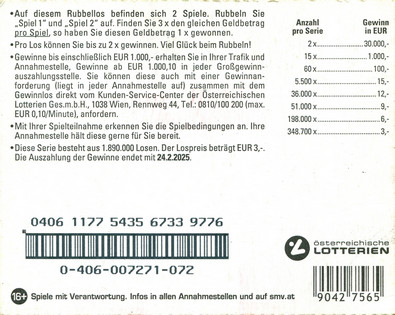 •Auf diesem Rubbellos befinden sich 2 Spiele. Rubbeln Sie
„Spiel 1" und „Spiel 2" auf. Finden Sie 3 x den gleichen Geldbetrag
pro Spiel, so haben Sie diesen Geldbetrag 1 x gewonnen.
•Pro Los können Sie bis zu 2 x gewinnen. Viel Glück beim Rubbeln!
•Gewinne bis einschließlich EUR 1.000,- erhalten Sie in Ihrer Trafik und
Annahmestelle, Gewinne ab EUR 1.000,10 in jeder Großgewinn-
auszahlungsstelle. Sie können diese auch mit einer Gewinnan-
forderung (liegt in jeder Annahmestelle auf) zusammen mit dem
Gewinnlos direkt vom Kunden-Service-Center der Österreichischen
Lotterien Ges.m.b.H., 1038 Wien, Rennweg 44, Tel.: 0810/100 200 (max.
EUR 0,10/Minute), anfordern.
•Mit Ihrer Spielteilnahme erkennen Sie die Spielbedingungen an. Ihre
Annahmestelle hält diese gerne für Sie bereit.
•Diese Serie besteht aus 1.890.000 Losen. Der Lospreis beträgt EUR 3,-.
Die Auszahlung der Gewinne endet mit 24.2.2025.
Anzahl Gewinn
pro Serie in EUR
2 x 30.000,-
15 x 1.000,-
60 x 100,-
5.500 x 15,-
36.000 x 12,-
51.000 x 9,-
198.000 x 6,-
348.700 x 3,-
0406 1177 5435 6733 9776
0-406-007271-072
österreichische
LOTTERIEN
9042 7565
16+ Spiele mit Verantwortung. Infos in allen Annahmestellen und auf smv.at